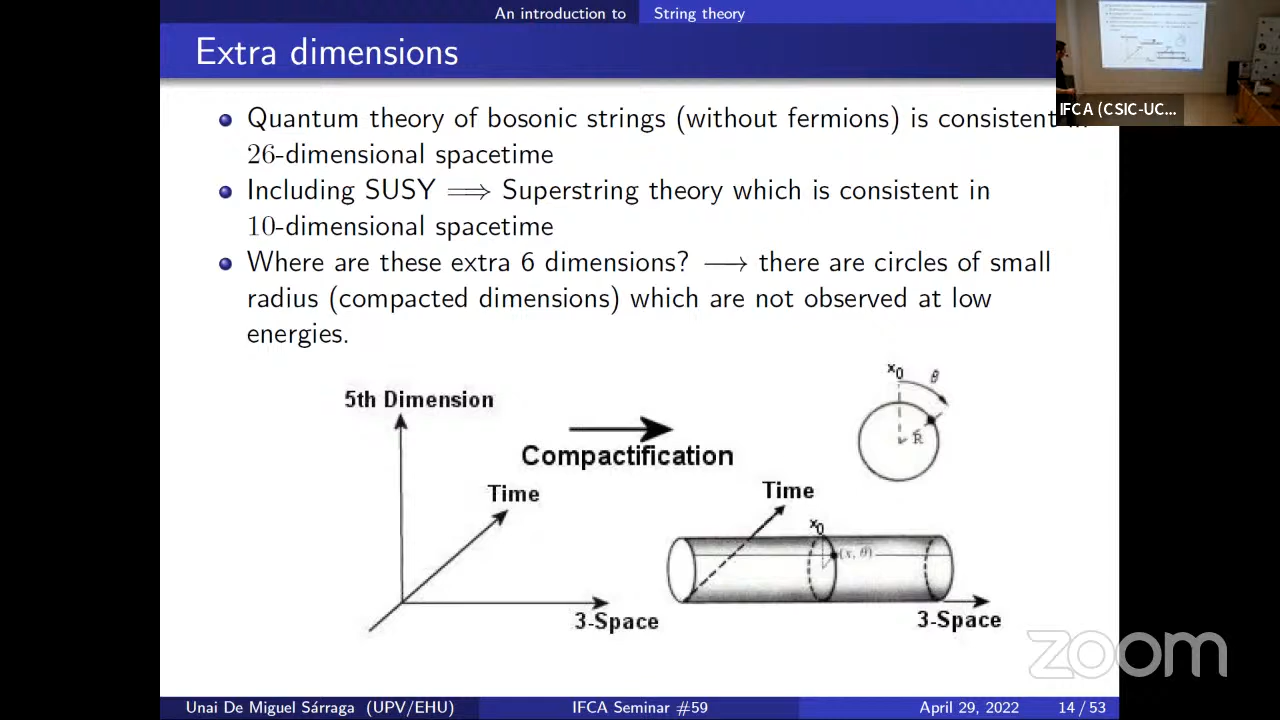 An introduction to String theory
Extra dimensions
IFCA (CSIC-UC...
Quantum theory of bosonic strings (without fermions) is consistent
26-dimensional spacetime
Including SUSY ⟹ Superstring theory which is consistent in
10-dimensional spacetime
Where are these extra 6 dimensions? ⟶ there are circles of small
radius (compacted dimensions) which are not observed at low
energies.
x0 θ
R
5th Dimension
Compactification
Time
Time
x0
(x, θ)
3-Space
3-Space
zoom
Unai De Miguel Sárraga (UPV/EHU) IFCA Seminar #59 April 29, 2022 14 / 53